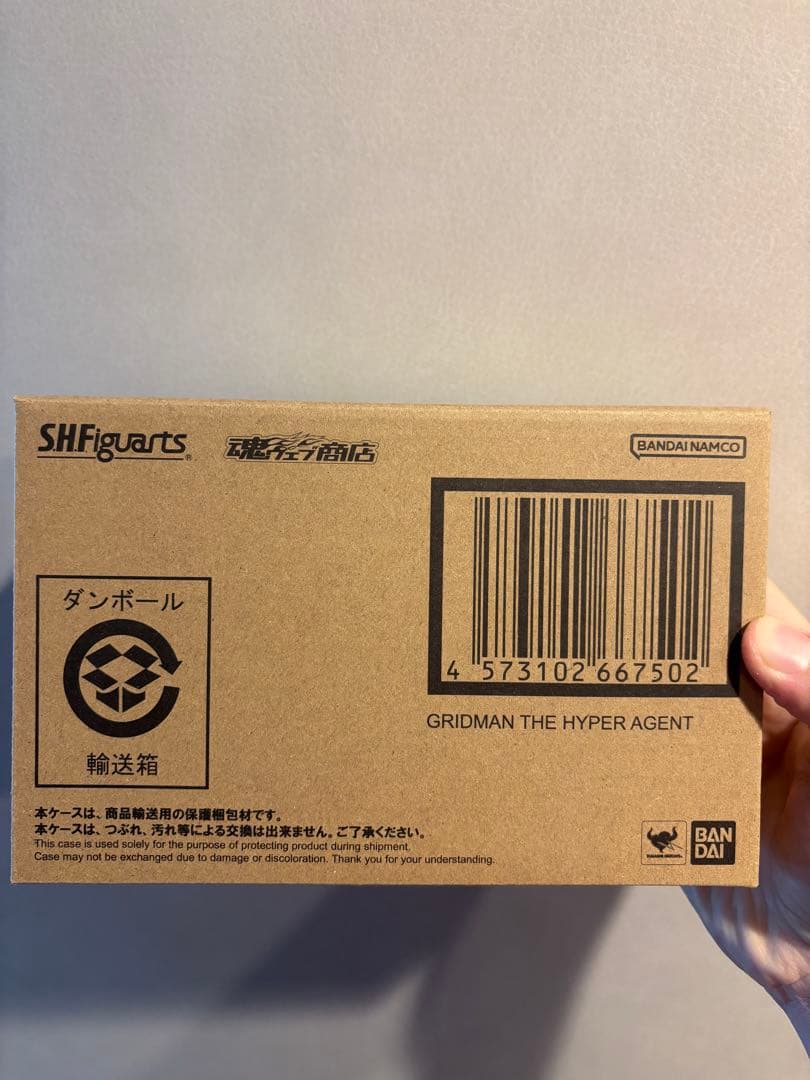 S.H.Figuarts®
魂ウェブ商店
BANDAI NAMCO
4 573102 667502
GRIDMAN THE HYPER AGENT
ダンボール
輸送箱
本ケースは、商品輸送用の保護梱包材です。
本ケースは、つぶれ、汚れ等による交換は出来ません。ご了承ください。
This case is used solely for the purpose of protecting product during shipment.
Case may not be exchanged due to damage or discoloration. Thank you for your understanding.
BAN
DAI